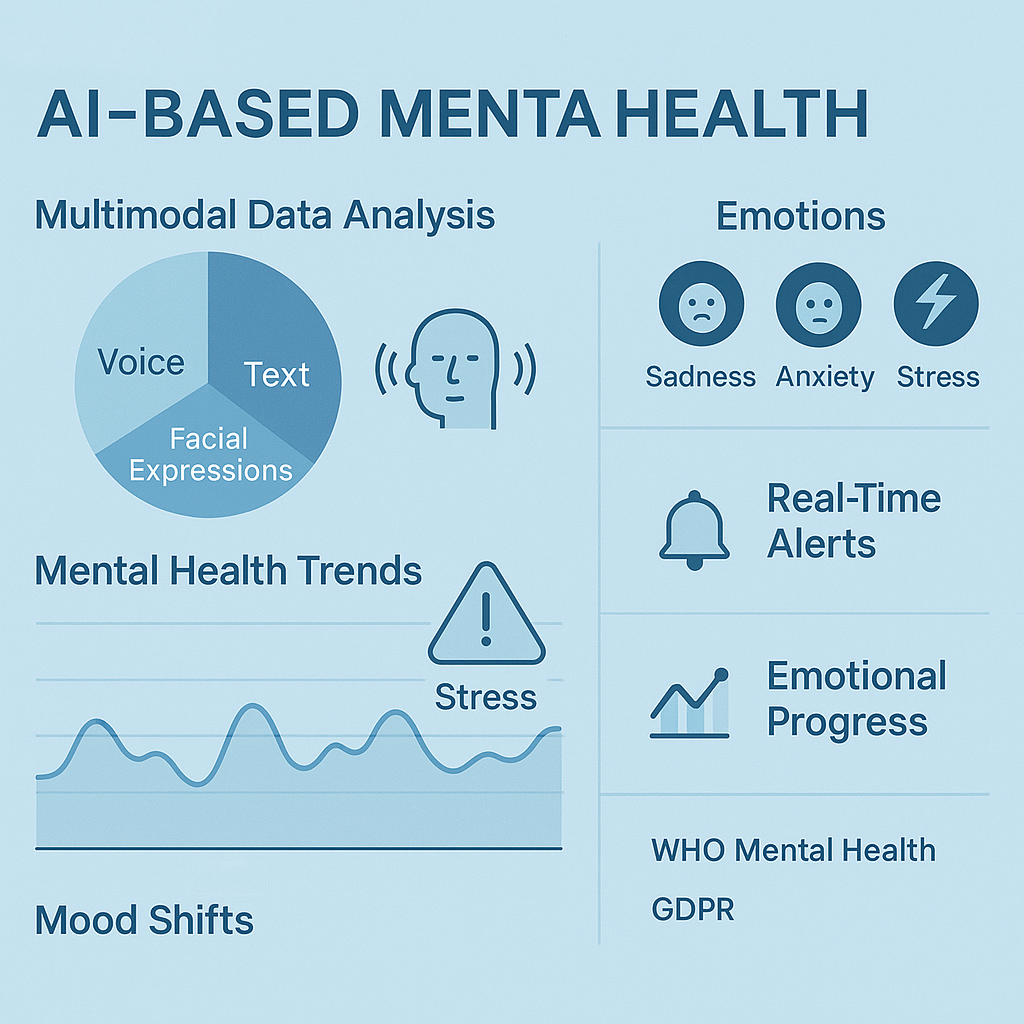 AI-BASED MENTA HEALTH
Multimodal Data Analysis
Voice
Text
Facial
Expressions
Mental Health Trends
Stress
Mood Shifts
Emotions
Sadness Anxiety Stress
Real-Time
Alerts
Emotional
Progress
WHO Mental Health
GDPR